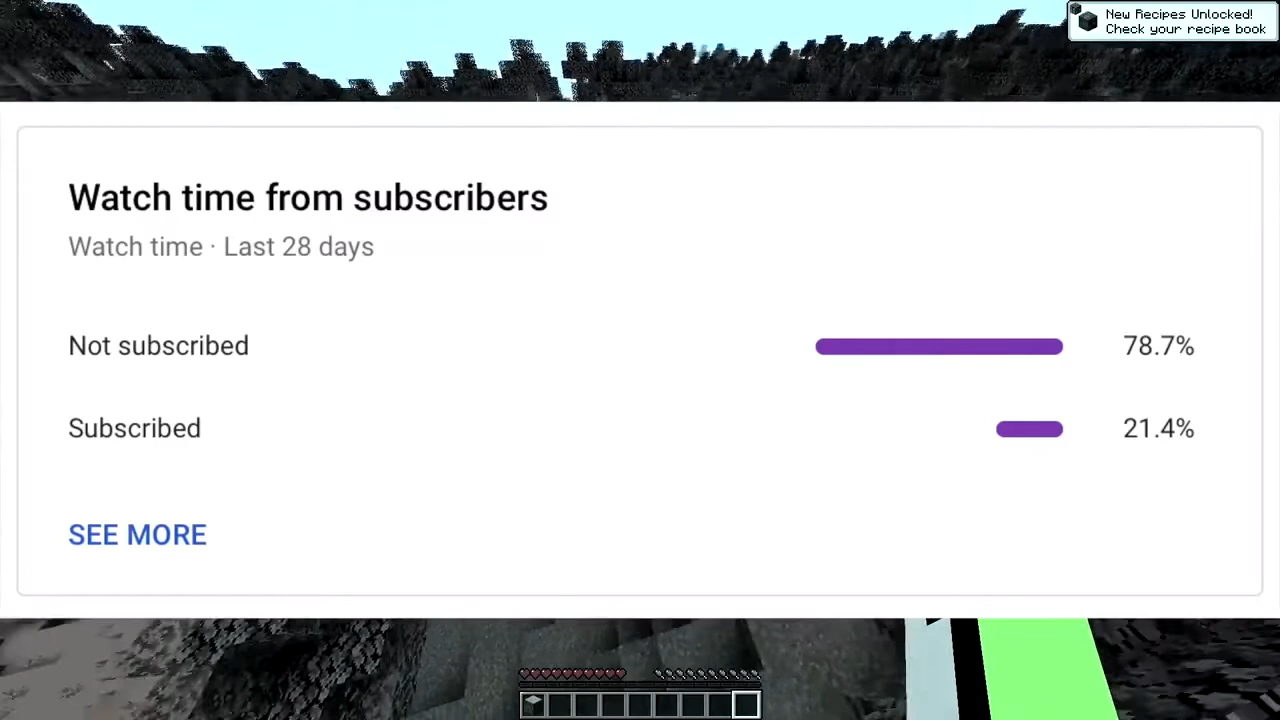 New Recipes Unlocked!
Check your recipe book
Watch time from subscribers
Watch time · Last 28 days
Not subscribed 78.7%
Subscribed 21.4%
SEE MORE